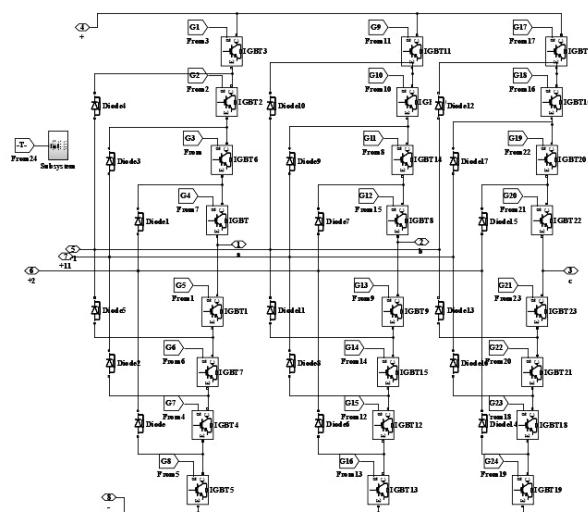 G1
From3
IGBT3
G2
From2
IGBT2
G3
From
IGBT6
G4
From7
IGBT
4
+
Diode4
Diode3
Diode1
-T-
From24
Subsystem
1
a
G9
From11
IGBT11
G10
From10
Diode10
G11
From8
IGBT14
Diode9
G12
From15
IGBT8
Diode7
2
b
G17
From17
G18
From16
Diode12
G19
From22
IGBT20
Diode17
G20
From21
IGBT22
Diode15
5
7
1
+11
6
+2
3
c
G5
From1
IGBT1
Diode5
G6
From6
IGBT7
Diode2
G7
From4
IGBT4
Diode
G8
From5
IGBT5
G13
From9
IGBT9
Diode11
G14
From14
IGBT15
Diode8
G15
From12
IGBT12
Diode6
G16
From13
IGBT13
G21
From23
IGBT23
Diode13
G22
From20
IGBT21
G23
From18
IGBT18
Diode14
G24
From19
IGBT19
8
-